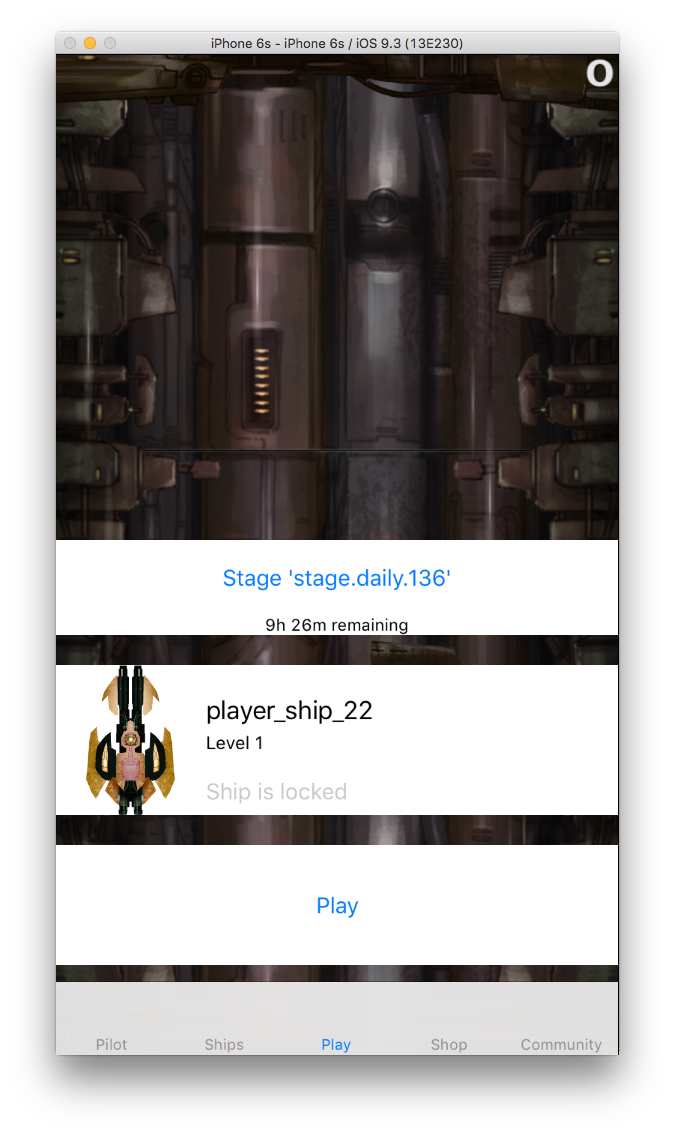 iPhone 6s - iPhone 6s / iOS 9.3 (13E230)
0
Stage 'stage.daily.136'
9h 26m remaining
player_ship_22
Level 1
Ship is locked
Play
Pilot Ships Play Shop Community